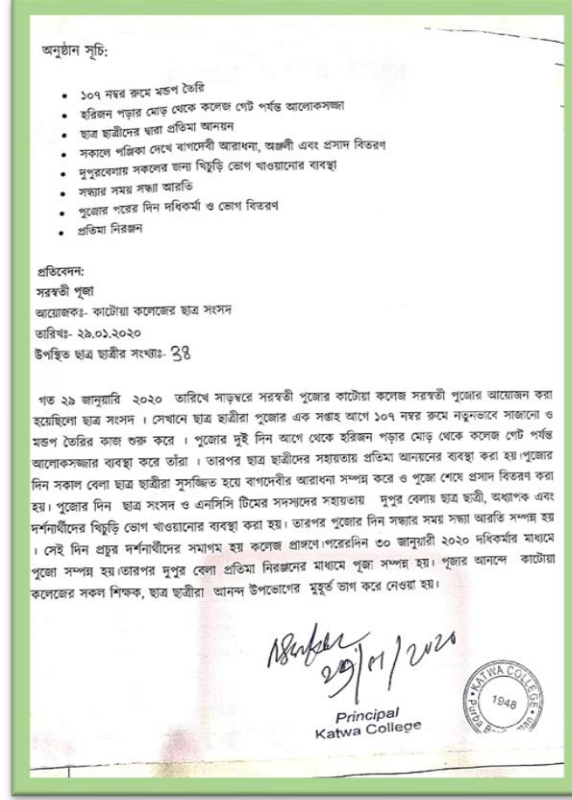 অনুষ্ঠান সূচি:
• ১০৭ নম্বর রুমে মন্ডপ তৈরি
• হরিজন পড়ার মোড় থেকে কলেজ গেট পর্যন্ত আলোকসজ্জা
• ছাত্র ছাত্রীদের দ্বারা প্রতিমা আনয়ন
• সকালে পঞ্জিকা দেখে বাগদেবী আরাধনা, অঞ্জলী এবং প্রসাদ বিতরণ
• দুপুরবেলায় সকলের জন্য খিচুড়ি ভোগ খাওয়ানোর ব্যবস্থা
• সন্ধ্যার সময় সন্ধ্যা আরতি
• পুজোর পরের দিন দধিকর্মা ও ভোগ বিতরণ
• প্রতিমা নিরঞ্জন
প্রতিবেদন:
সরস্বতী পূজা
আয়োজকঃ- কাটোয়া কলেজের ছাত্র সংসদ
তারিখঃ- ২৯.০১.২০২০
উপস্থিত ছাত্র ছাত্রীর সংখ্যাঃ- 38
গত ২৯ জানুয়ারি ২০২০ তারিখে সাড়ম্বরে সরস্বতী পুজোর কাটোয়া কলেজ সরস্বতী পুজোর আয়োজন করা
হয়েছিলো ছাত্র সংসদ । সেখানে ছাত্র ছাত্রীরা পুজোর এক সপ্তাহ আগে ১০৭ নম্বর রুমে নতুনভাবে সাজানো ও
মন্ডপ তৈরির কাজ শুরু করে । পুজোর দুই দিন আগে থেকে হরিজন পড়ার মোড় থেকে কলেজ গেট পর্যন্ত
আলোকসজ্জার ব্যবস্থা করে তাঁরা । তারপর ছাত্র ছাত্রীদের সহায়তায় প্রতিমা আনয়নের ব্যবস্থা করা হয়।পুজোর
দিন সকাল বেলা ছাত্র ছাত্রীরা সুসজ্জিত হয়ে বাগদেবীর আরাধনা সম্পন্ন করে ও পুজো শেষে প্রসাদ বিতরণ করা
হয়। পুজোর দিন ছাত্র সংসদ ও এনসিসি টিমের সদস্যদের সহায়তায় দুপুর বেলায় ছাত্র ছাত্রী, অধ্যাপক এবং
দর্শনার্থীদের খিচুড়ি ভোগ খাওয়ানোর ব্যবস্থা করা হয়। তারপর পুজোর দিন সন্ধ্যার সময় সন্ধ্যা আরতি সম্পন্ন হয়
। সেই দিন প্রচুর দর্শনার্থীদের সমাগম হয় কলেজ প্রাঙ্গণে।পরেরদিন ৩০ জানুয়ারী ২০২০ দধিকর্মার মাধ্যমে
পুজো সম্পন্ন হয়।তারপর দুপুর বেলা প্রতিমা নিরঞ্জনের মাধ্যমে পূজা সম্পন্ন হয়। পূজার আনন্দে কাটোয়া
কলেজের সকল শিক্ষক, ছাত্র ছাত্রীরা আনন্দ উপভোগের মুহূর্ত ভাগ করে নেওয়া হয়।
29/01/2020
Principal
Katwa College
KATWA COLLEGE
1948
Purba